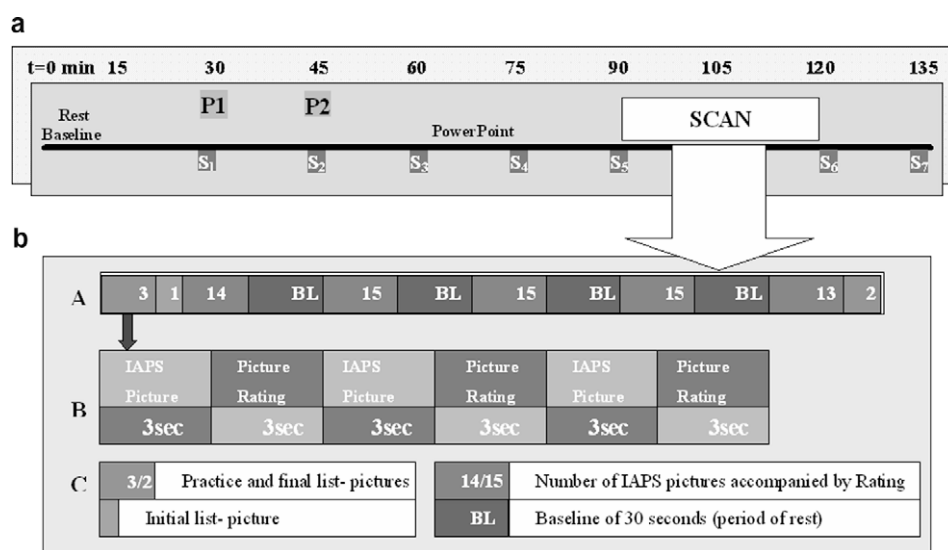 a
t=0 min 15 30 45 60 75 90 105 120 135
P1 P2
SCAN
Rest
Baseline
PowerPoint
S1 S2 S3 S4 S5 S6 S7
b
A 3 1 14 BL 15 BL 15 BL 15 BL 13 2
IAPS Picture IAPS Picture IAPS Picture
Picture Rating Picture Rating Picture Rating
B
3sec 3sec 3sec 3sec 3sec 3sec
C 3/2 Practice and final list- pictures 14/15 Number of IAPS pictures accompanied by Rating
Initial list- picture BL Baseline of 30 seconds (period of rest)